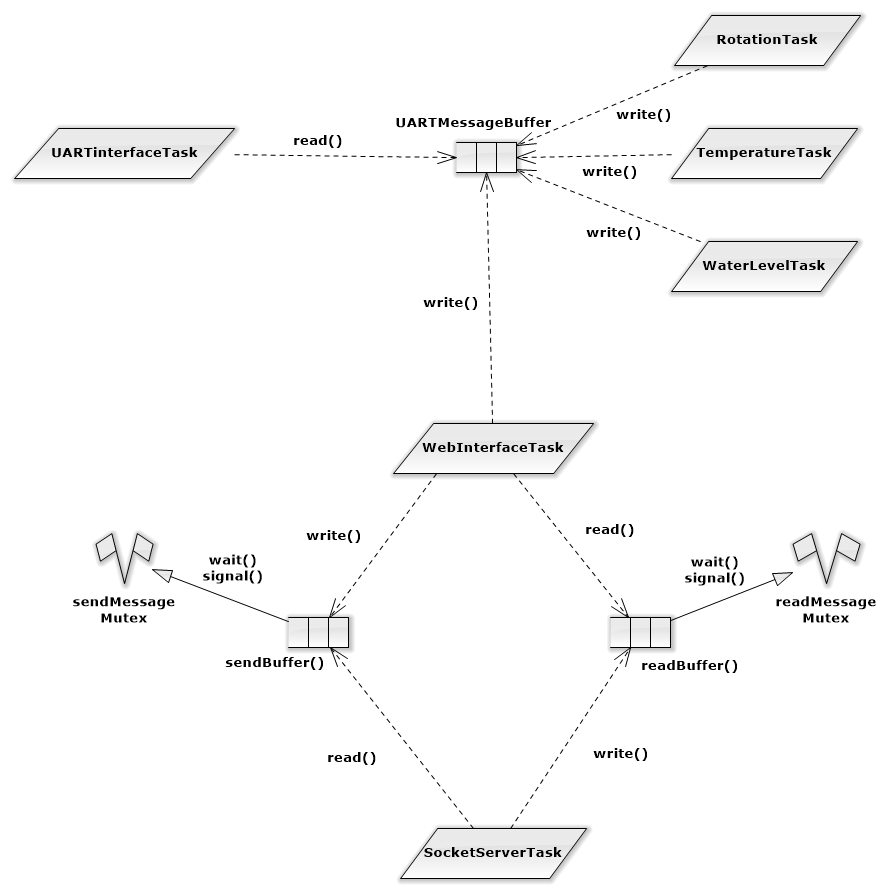 RotationTask
write()
UARTMessageBuffer
UARTinterfaceTask
read()
TemperatureTask
write()
WaterLevelTask
write()
write()
WebInterfaceTask
write()
read()
wait()
signal()
sendMessage
Mutex
wait()
signal()
readMessage
Mutex
sendBuffer()
readBuffer()
read()
write()
SocketServerTask